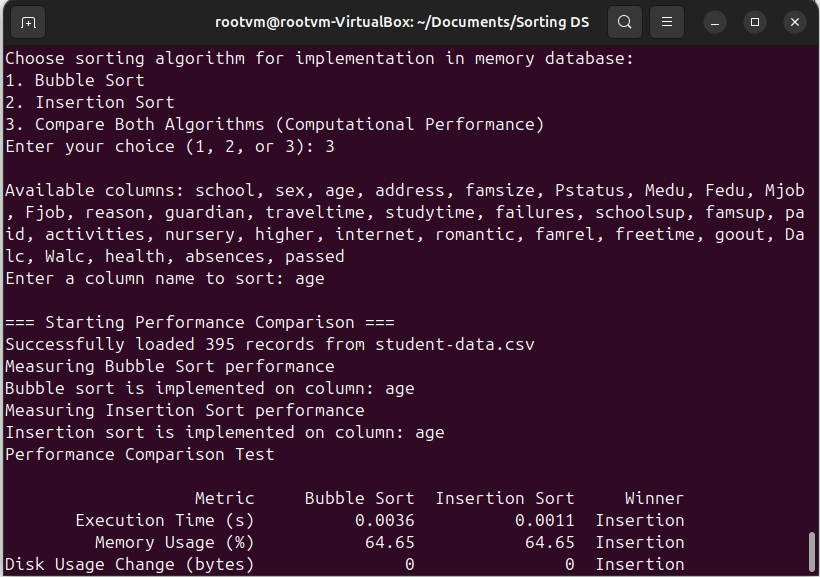 rootvm@rootvm-VirtualBox: ~/Documents/Sorting DS
Choose sorting algorithm for implementation in memory database:
1. Bubble Sort
2. Insertion Sort
3. Compare Both Algorithms (Computational Performance)
Enter your choice (1, 2, or 3): 3
Available columns: school, sex, age, address, famsize, Pstatus, Medu, Fedu, Mjob
, Fjob, reason, guardian, traveltime, studytime, failures, schoolsup, famsup, pa
id, activities, nursery, higher, internet, romantic, famrel, freetime, goout, Da
lc, Walc, health, absences, passed
Enter a column name to sort: age
=== Starting Performance Comparison ===
Successfully loaded 395 records from student-data.csv
Measuring Bubble Sort performance
Bubble sort is implemented on column: age
Measuring Insertion Sort performance
Insertion sort is implemented on column: age
Performance Comparison Test
Metric Bubble Sort Insertion Sort Winner
Execution Time (s) 0.0036 0.0011 Insertion
Memory Usage (%) 64.65 64.65 Insertion
Disk Usage Change (bytes) 0 0 Insertion